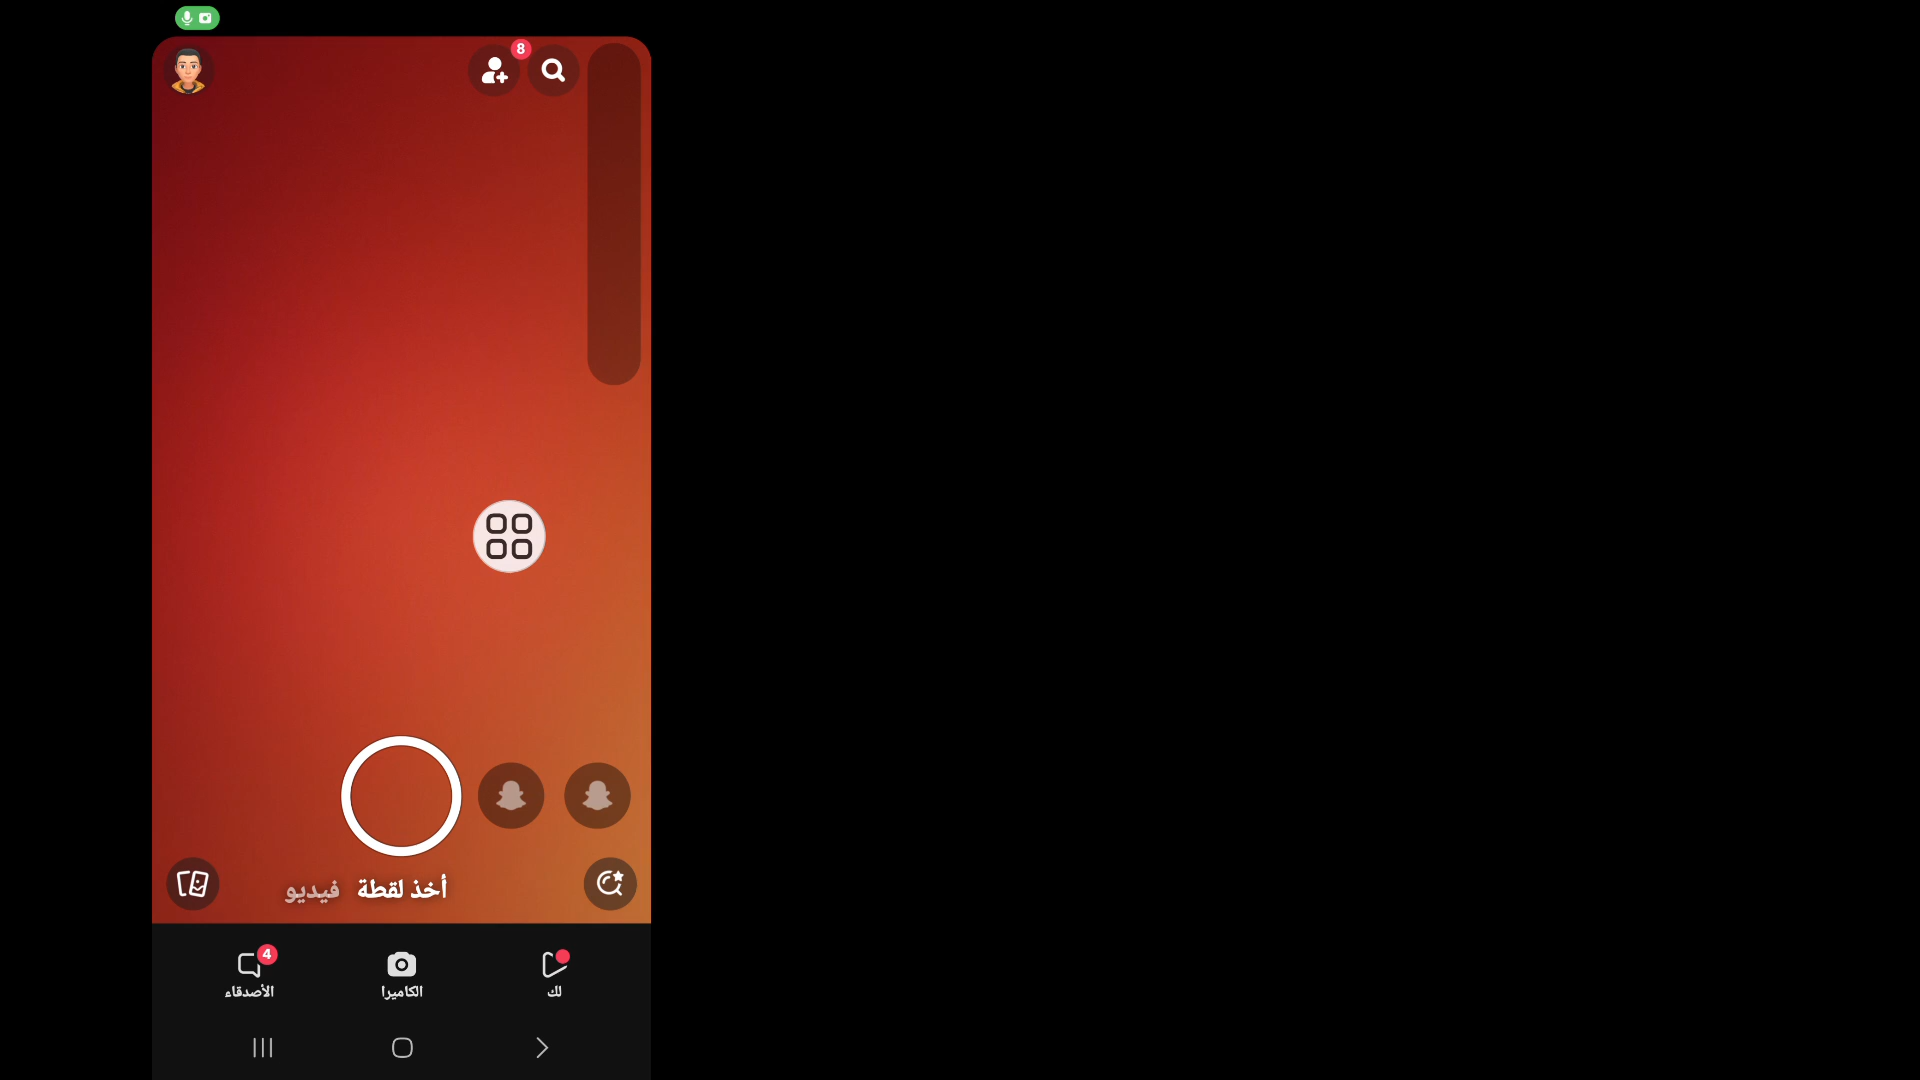 8
أخذ لقطة فيديو
4
الأصدقاء
الكاميرا
لك